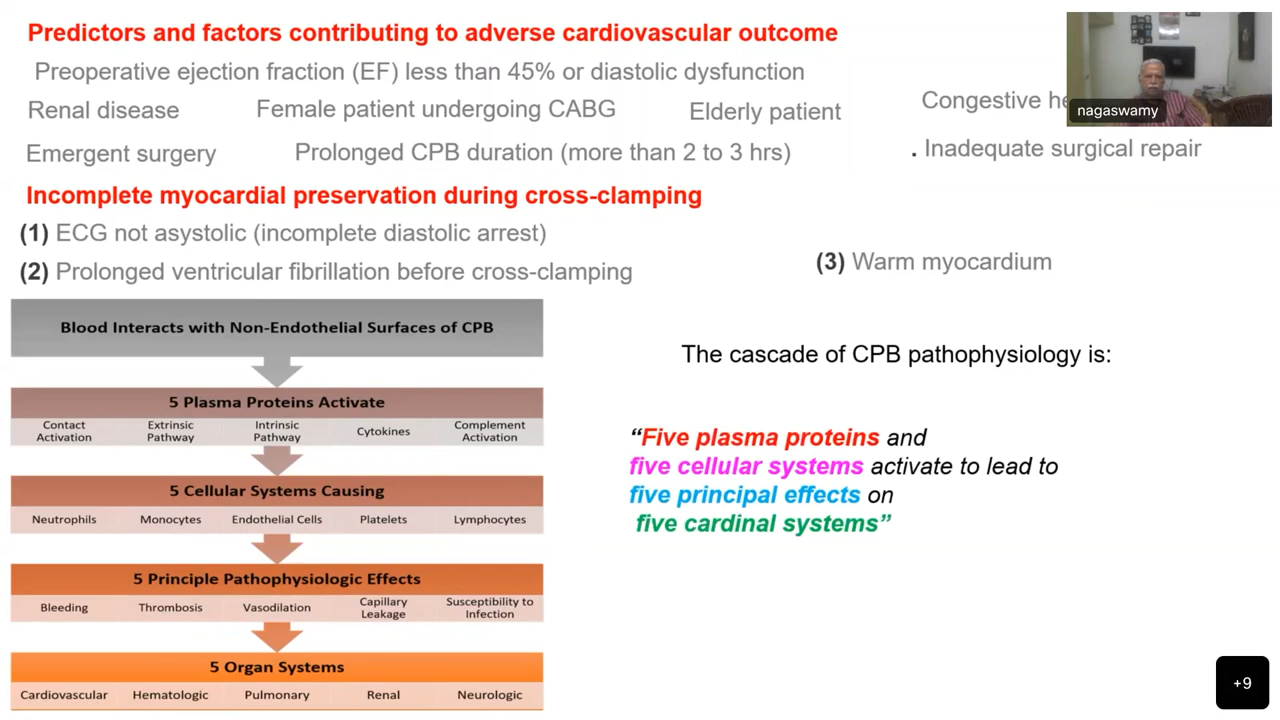 Predictors and factors contributing to adverse cardiovascular outcome
Preoperative ejection fraction (EF) less than 45% or diastolic dysfunction
Renal disease
Female patient undergoing CABG
Elderly patient
Congestive
nagaswamy
Emergent surgery
Prolonged CPB duration (more than 2 to 3 hrs)
. Inadequate surgical repair
Incomplete myocardial preservation during cross-clamping
(1) ECG not asystolic (incomplete diastolic arrest)
(2) Prolonged ventricular fibrillation before cross-clamping
(3) Warm myocardium
Blood Interacts with Non-Endothelial Surfaces of CPB
5 Plasma Proteins Activate
Contact Activation
Extrinsic Pathway
Intrinsic Pathway
Cytokines
Complement Activation
5 Cellular Systems Causing
Neutrophils
Monocytes
Endothelial Cells
Platelets
Lymphocytes
5 Principle Pathophysiologic Effects
Bleeding
Thrombosis
Vasodilation
Capillary Leakage
Susceptibility to Infection
5 Organ Systems
Cardiovascular
Hematologic
Pulmonary
Renal
Neurologic
The cascade of CPB pathophysiology is:
“Five plasma proteins and
five cellular systems activate to lead to
five principal effects on
five cardinal systems”
+9